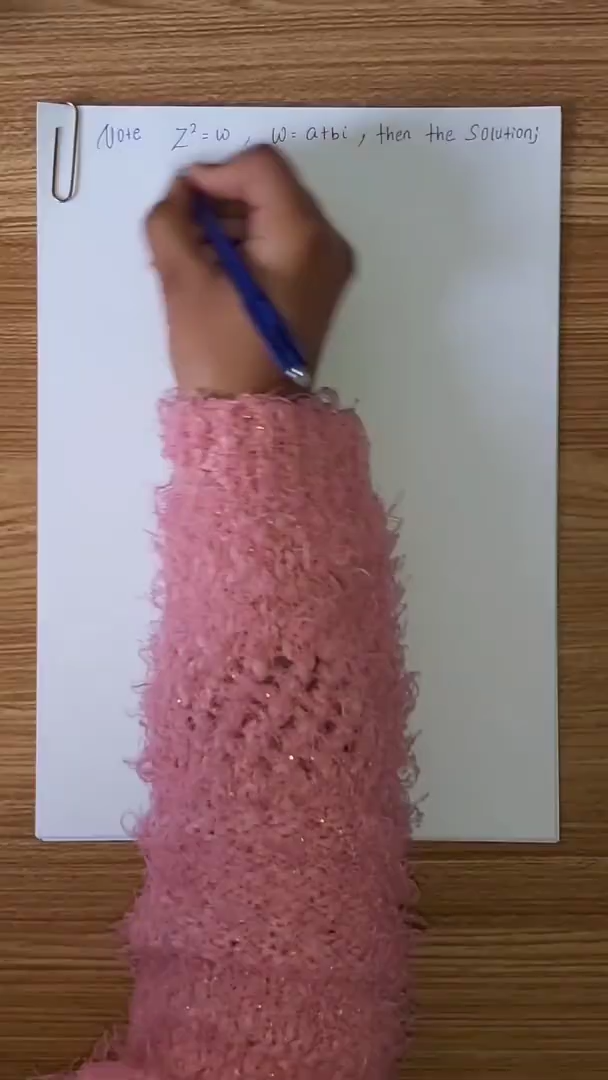 Note Z² = w , w = a+bi , then the Solution;